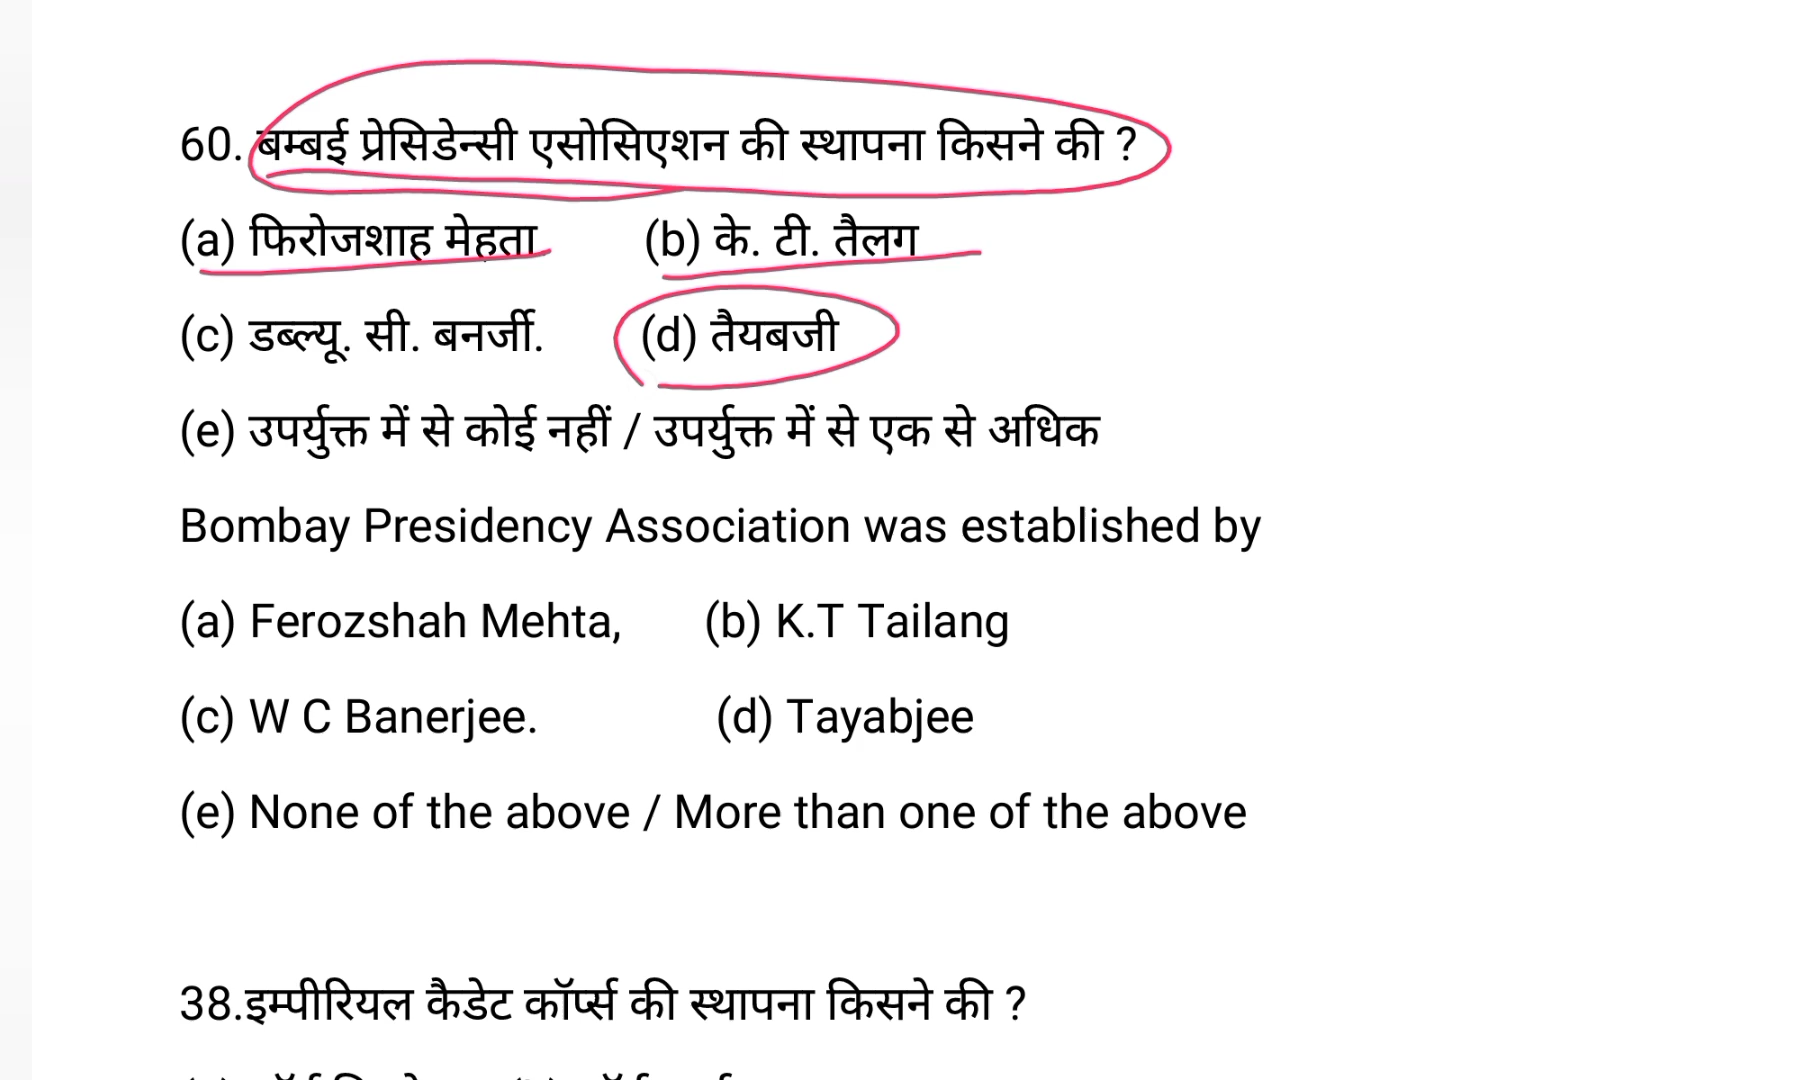 60. बम्बई प्रेसिडेन्सी एसोसिएशन की स्थापना किसने की ?
(a) फिरोजशाह मेहता (b) के. टी. तैलग
(c) डब्ल्यू. सी. बनर्जी. (d) तैयबजी
(e) उपर्युक्त में से कोई नहीं / उपर्युक्त में से एक से अधिक
Bombay Presidency Association was established by
(a) Ferozshah Mehta, (b) K.T Tailang
(c) W C Banerjee. (d) Tayabjee
(e) None of the above / More than one of the above
38.इम्पीरियल कैडेट कॉर्प्स की स्थापना किसने की ?